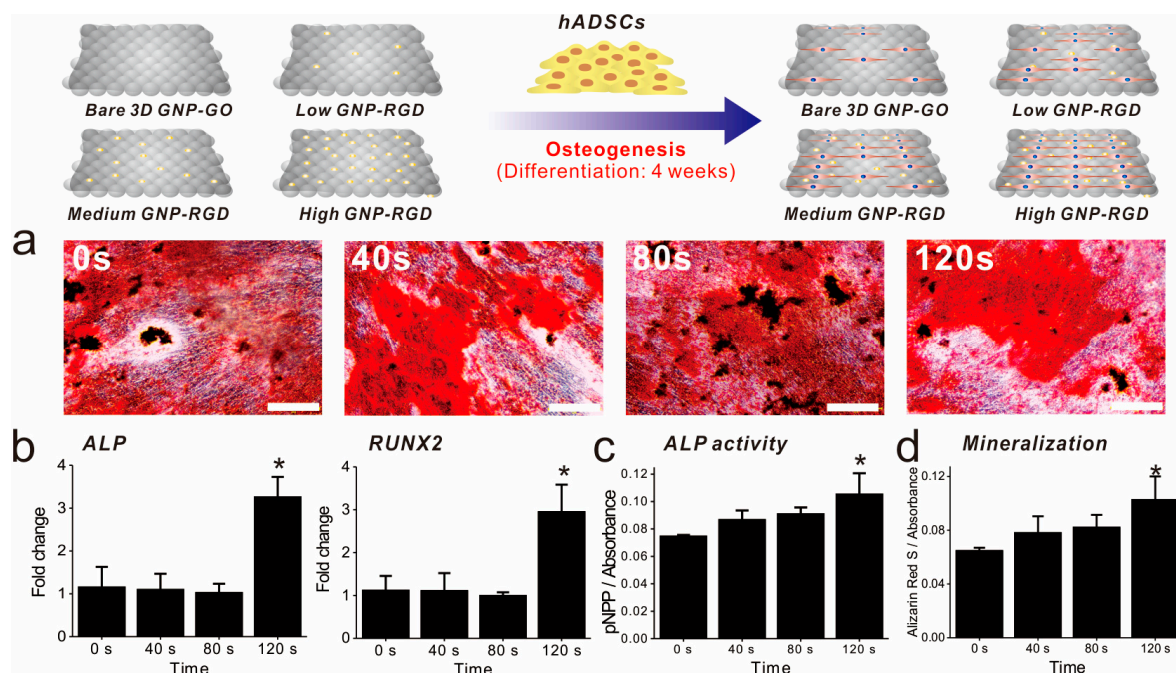 hADSCs
Bare 3D GNP-GO
Low GNP-RGD
Medium GNP-RGD
High GNP-RGD
Osteogenesis
(Differentiation: 4 weeks)
Bare 3D GNP-GO
Low GNP-RGD
Medium GNP-RGD
High GNP-RGD
a
0s
40s
80s
120s
b
ALP
Fold change
4
3
2
1
0
*
0 s
40 s
80 s
120 s
Time
RUNX2
Fold change
4
3
2
1
0
*
0 s
40 s
80 s
120 s
Time
c
ALP activity
pNPP / Absorbance
0.12
0.10
0.08
0.06
0.04
0.02
0.00
*
0 s
40 s
80 s
120 s
Time
d
Mineralization
Alizarin Red S / Absorbance
0.12
0.08
0.04
0.00
*
0 s
40 s
80 s
120 s
Time